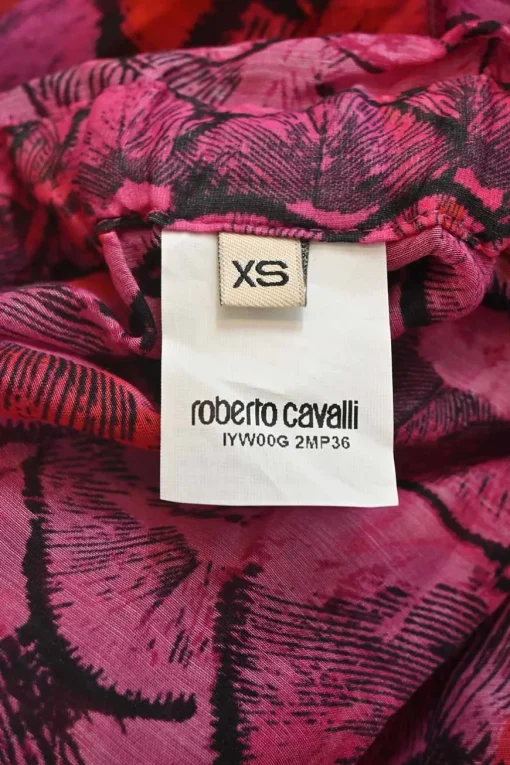 XS
roberto cavalli
IYW00G 2MP36